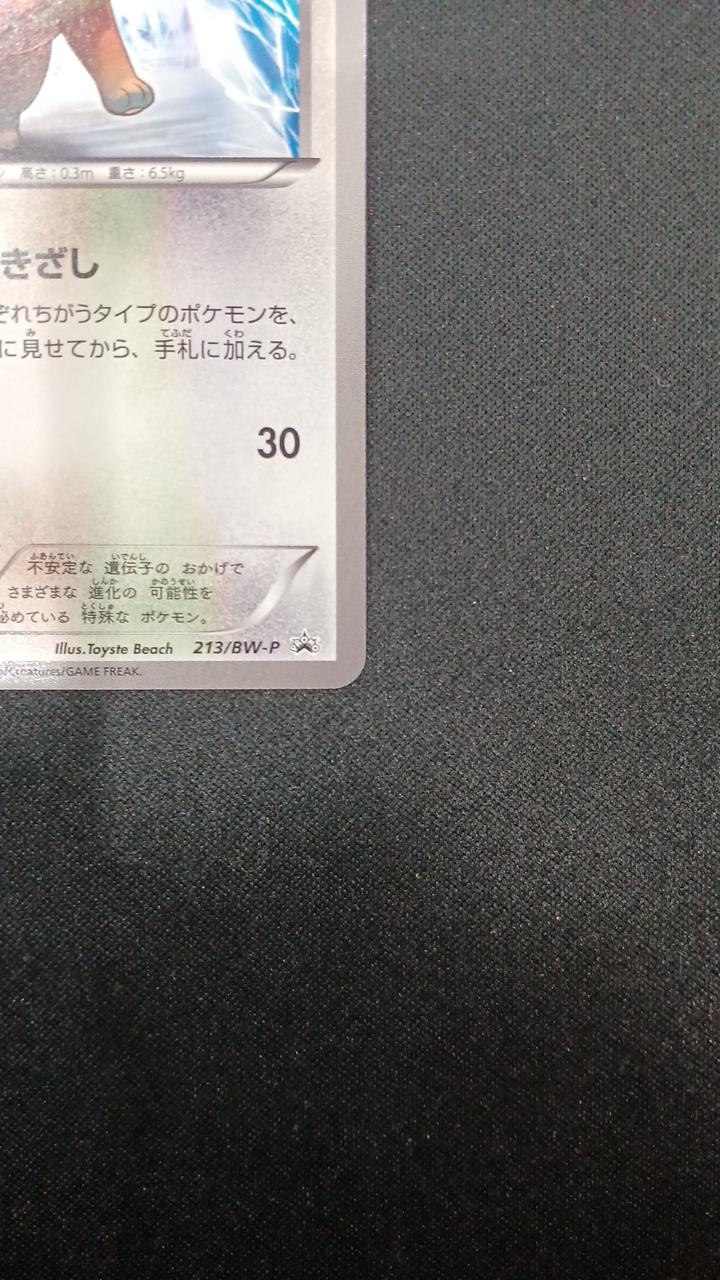 高さ：0.3m 重さ：6.5kg
きざし
ぞれちがうタイプのポケモンを、
に見せてから、手札に加える。
30
不安定な 遺伝子の おかげで
さまざまな 進化の 可能性を
秘めている 特殊な ポケモン。
Illus.Toyste Beach 213/BW-P
/Creatures/GAME FREAK.